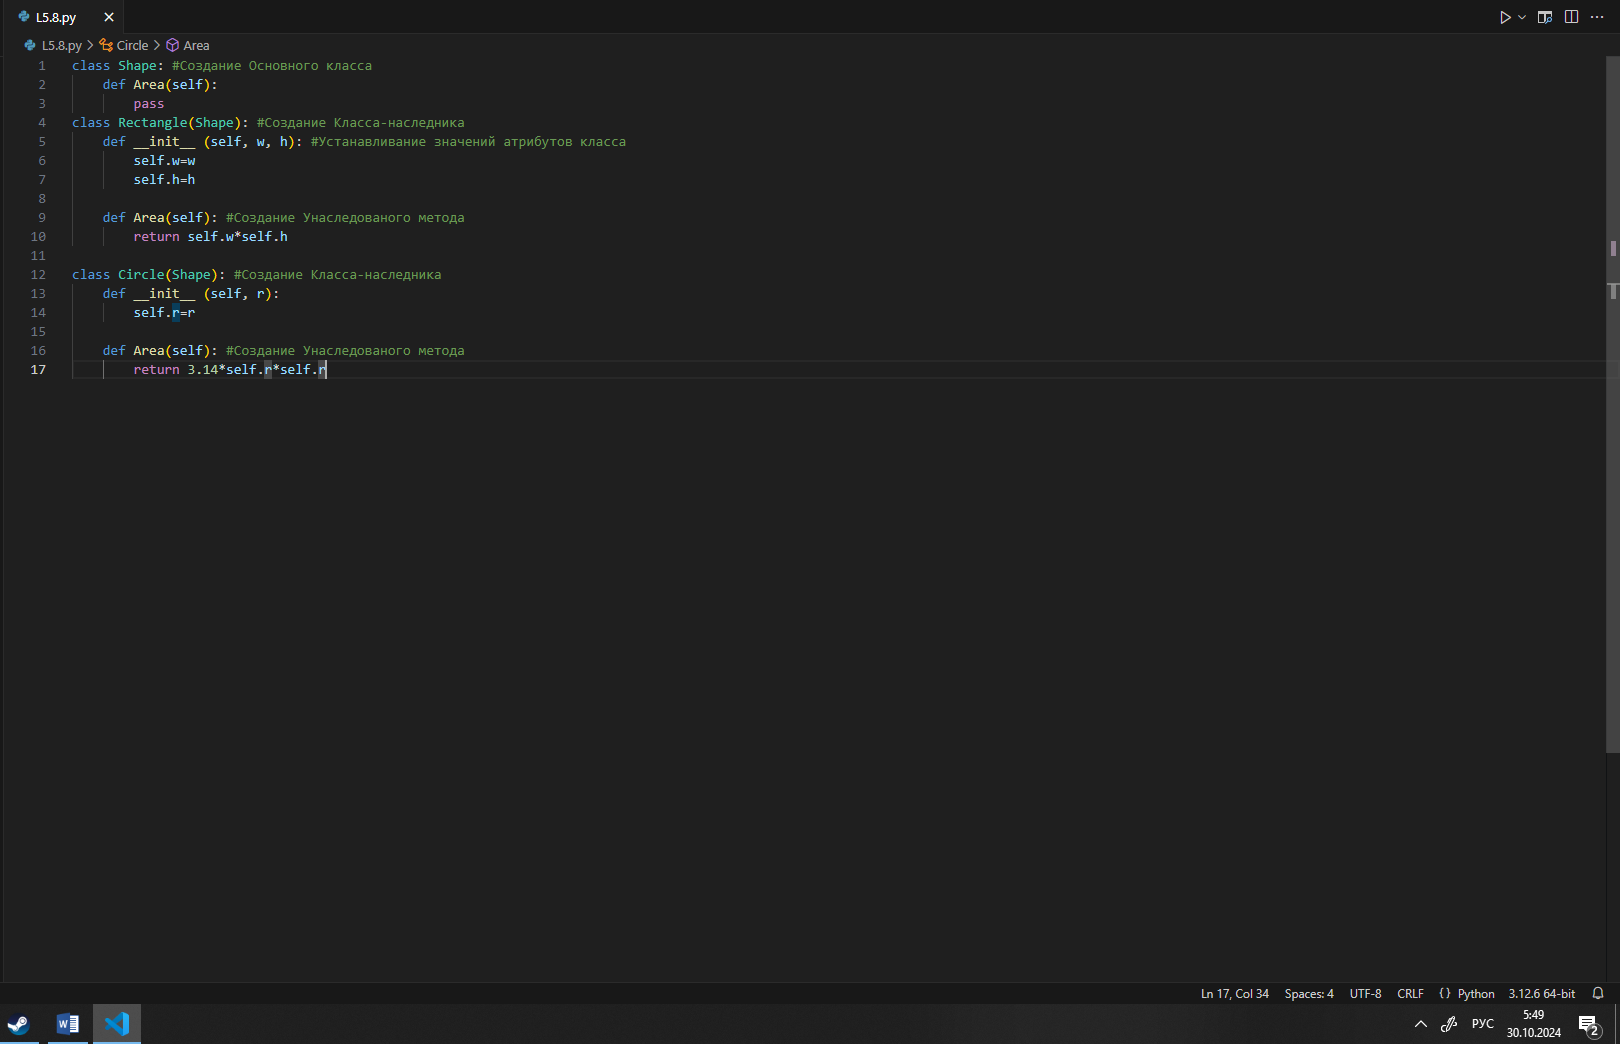 L5.8.py
L5.8.py > Circle > Area
1 class Shape: #Создание Основного класса
2     def Area(self):
3         pass
4 class Rectangle(Shape): #Создание Класса-наследника
5     def __init__ (self, w, h): #Устанавливание значений атрибутов класса
6         self.w=w
7         self.h=h
8
9     def Area(self): #Создание Унаследованого метода
10         return self.w*self.h
11
12 class Circle(Shape): #Создание Класса-наследника
13     def __init__ (self, r):
14         self.r=r
15
16     def Area(self): #Создание Унаследованого метода
17         return 3.14*self.r*self.r
Ln 17, Col 34 Spaces: 4 UTF-8 CRLF {} Python 3.12.6 64-bit
W РУС 5:49
30.10.2024 2